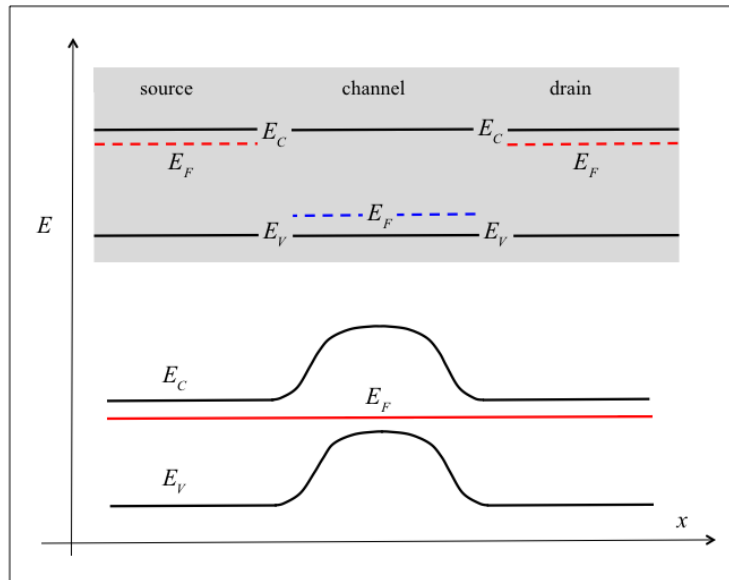 source channel drain
E_C E_C
E_F E_F
E_F
E_V E_V
E
E_C
E_F
E_V
x